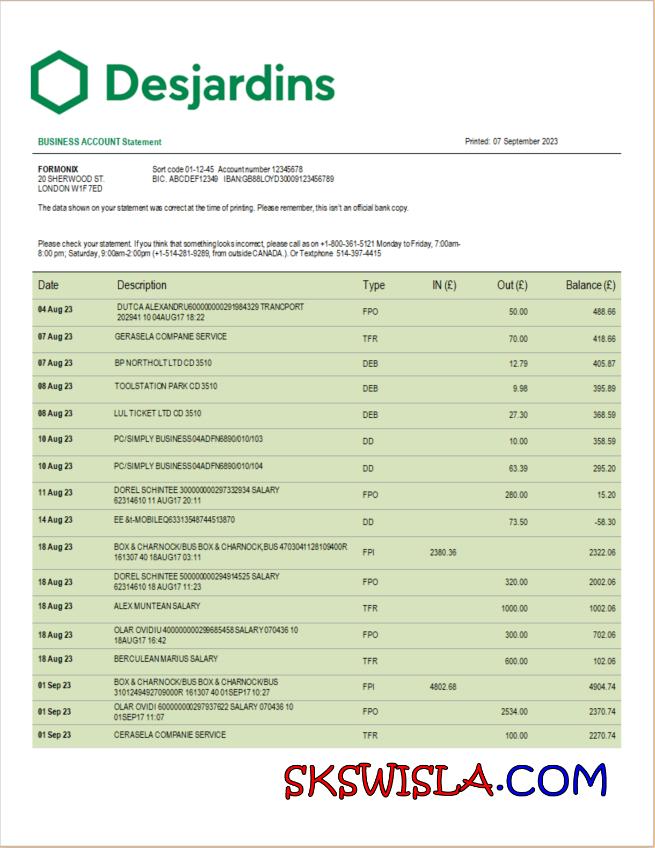 Desjardins
BUSINESS ACCOUNT Statement Printed: 07 September 2023
FORMONIX Sort code 01-12-45 Account number 12345678
20 SHERWOOD ST. BIC. ABCDEF12349 IBAN:GB88LOYD30009123456789
LONDON W1F 7ED
The data shown on your statement was correct at the time of printing. Please remember, this isn't an official bank copy.
Please check your statement. If you think that something looks incorrect, please call as on +1-800-361-5121 Monday to Friday, 7:00am-
8:00 pm; Saturday, 9:00am-2:00pm (+1-514-281-9289, from outside CANADA.). Or Textphone 514-397-4415
Date Description Type IN (£) Out (£) Balance (£)
04 Aug 23 DUTCA ALEXANDRU600000000291984329 TRANCPORT
202941 10 04AUG17 18:22 FPO 50.00 488.66
07 Aug 23 GERASELA COMPANIE SERVICE TFR 70.00 418.66
07 Aug 23 BP NORTHOLT LTD CD 3510 DEB 12.79 405.87
08 Aug 23 TOOLSTATION PARK CD 3510 DEB 9.98 395.89
08 Aug 23 LUL TICKET LTD CD 3510 DEB 27.30 368.59
10 Aug 23 PC/SIMPLY BUSINESS04ADFN6890/010/103 DD 10.00 358.59
10 Aug 23 PC/SIMPLY BUSINESS04ADFN6890/010/104 DD 63.39 295.20
11 Aug 23 DOREL SCHINTEE 300000000297332934 SALARY
62314610 11 AUG17 20:11 FPO 280.00 15.20
14 Aug 23 EE &t-MOBILEQ63313548744513870 DD 73.50 -58.30
18 Aug 23 BOX & CHARNOCK/BUS BOX & CHARNOCK,BUS 4703041128109400R
161307 40 18AUG17 03:11 FPI 2380.36 2322.06
18 Aug 23 DOREL SCHINTEE 500000000294914525 SALARY
62314610 18 AUG17 11:23 FPO 320.00 2002.06
18 Aug 23 ALEX MUNTEAN SALARY TFR 1000.00 1002.06
18 Aug 23 OLAR OVIDIU 400000000299685458 SALARY 070436 10
18AUG17 16:42 FPO 300.00 702.06
18 Aug 23 BERCULEAN MARIUS SALARY TFR 600.00 102.06
01 Sep 23 BOX & CHARNOCK/BUS BOX & CHARNOCK/BUS
3101249492709000R 161307 40 01SEP17 10:27 FPI 4802.68 4904.74
01 Sep 23 OLAR OVIDI 600000000297937622 SALARY 070436 10
01SEP17 11:07 FPO 2534.00 2370.74
01 Sep 23 CERASELA COMPANIE SERVICE TFR 100.00 2270.74
SKSWISLA.COM